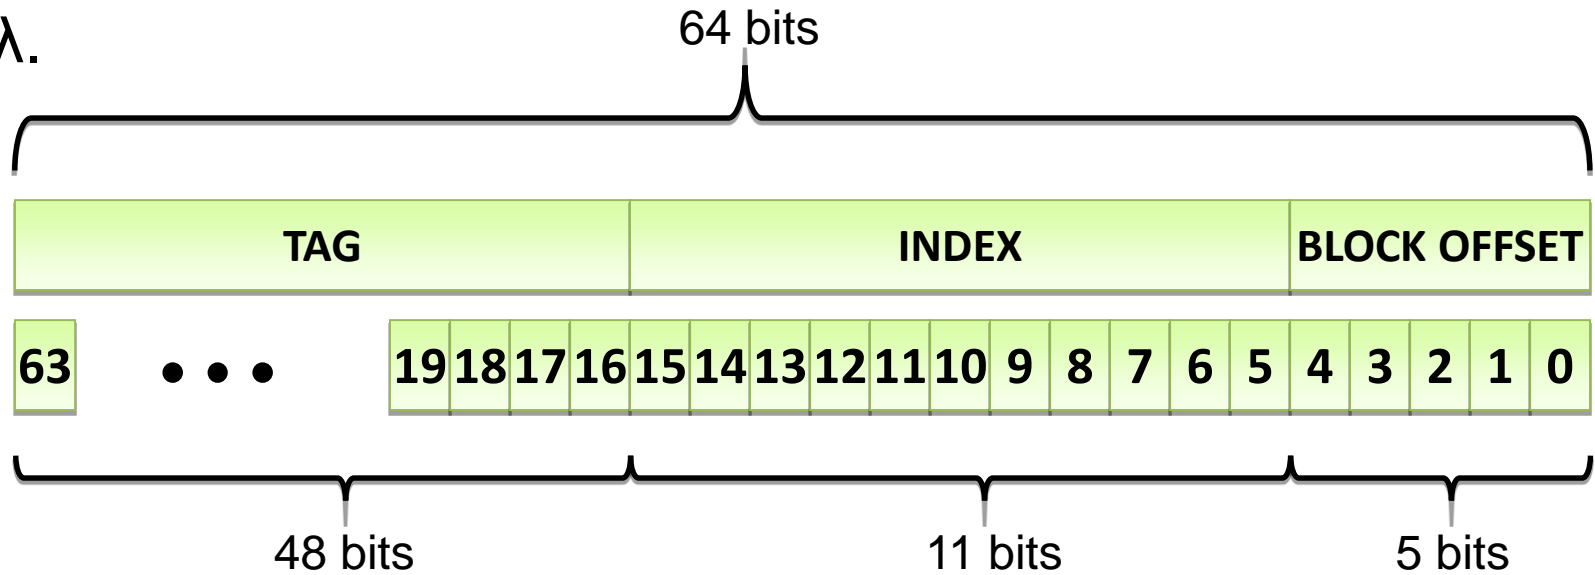 64 bits
λ.
TAG INDEX BLOCK OFFSET
63 • • • 19 18 17 16 15 14 13 12 11 10 9 8 7 6 5 4 3 2 1 0
48 bits 11 bits 5 bits